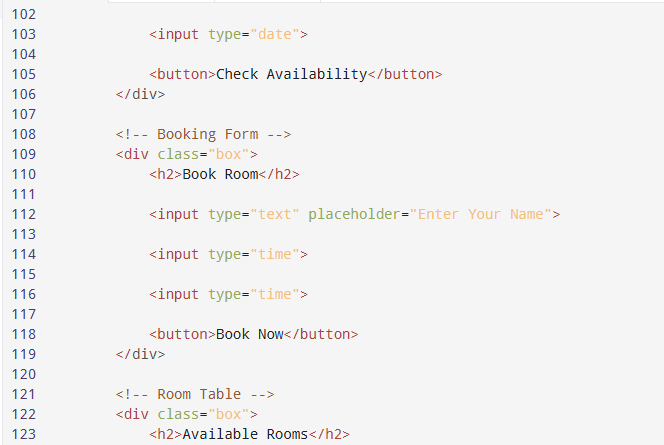 102
103 <input type="date">
104
105 <button>Check Availability</button>
106 </div>
107
108 <!-- Booking Form -->
109 <div class="box">
110 <h2>Book Room</h2>
111
112 <input type="text" placeholder="Enter Your Name">
113
114 <input type="time">
115
116 <input type="time">
117
118 <button>Book Now</button>
119 </div>
120
121 <!-- Room Table -->
122 <div class="box">
123 <h2>Available Rooms</h2>